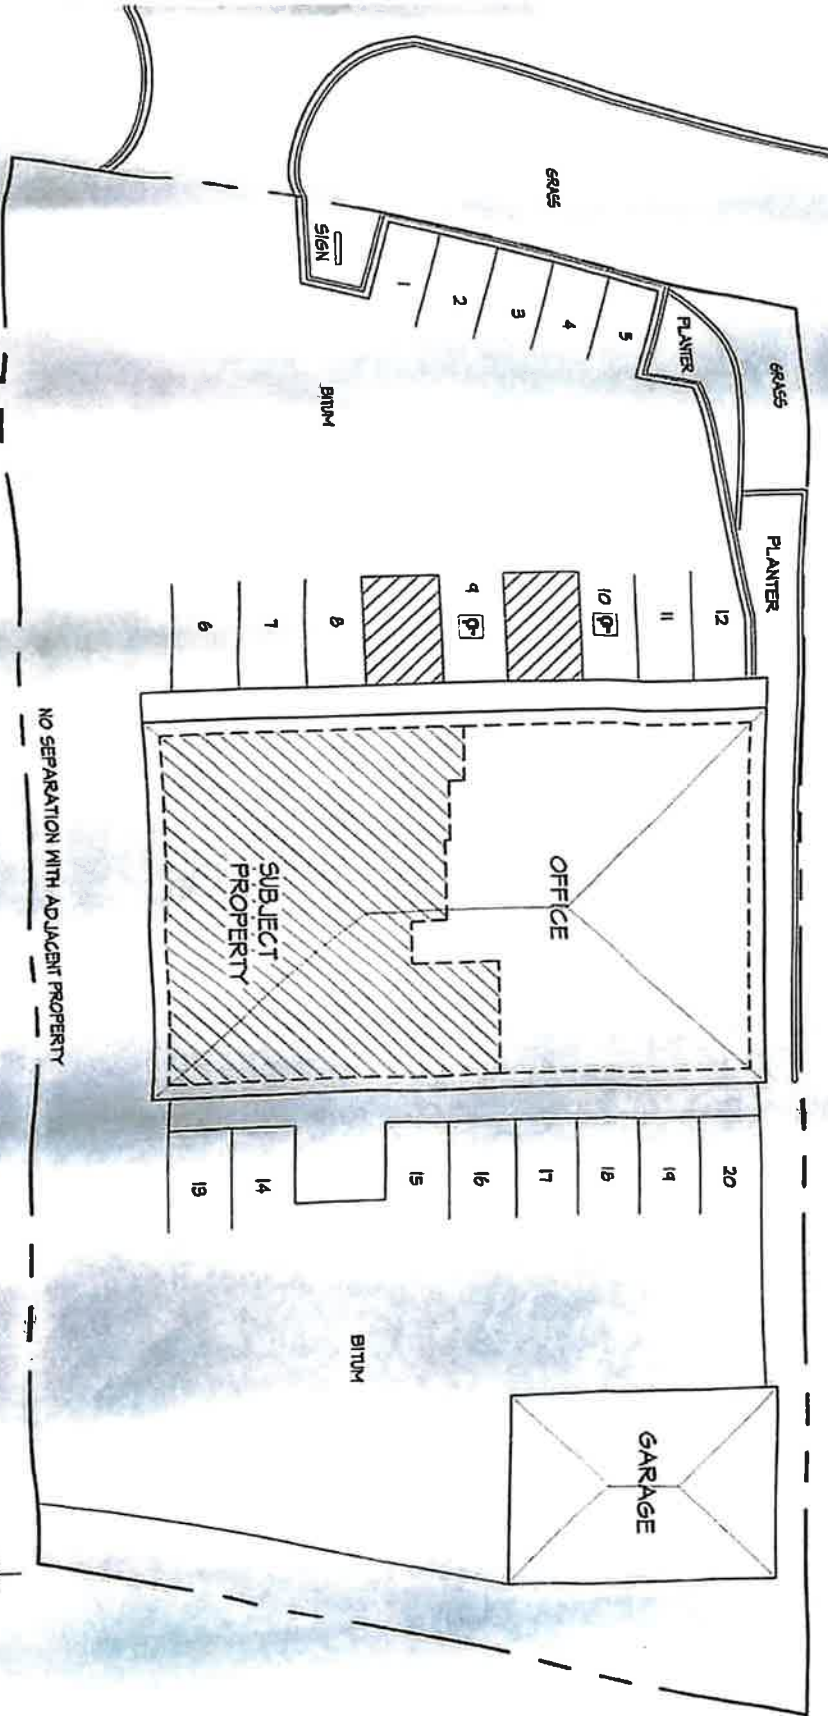 GRASS
SIGN
1
2
3
4
5
PLANTER
GRASS
BITUM
PLANTER
6
7
8
9
10
11
12
OFFICE
SUBJECT
PROPERTY
NO SEPARATION WITH ADJACENT PROPERTY
13
14
15
16
17
18
19
20
BITUM
GARAGE